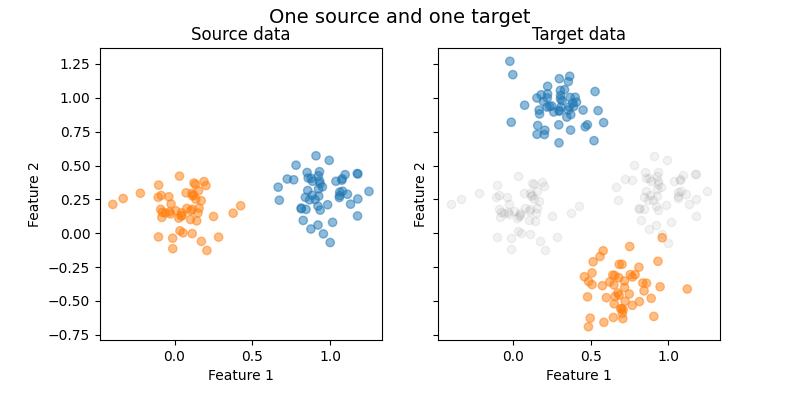 One source and one target
Source data
Target data
1.25
1.00
0.75
0.50
0.25
0.00
−0.25
−0.50
−0.75
Feature 2
Feature 2
0.0 0.5 1.0
0.0 0.5 1.0
Feature 1
Feature 1